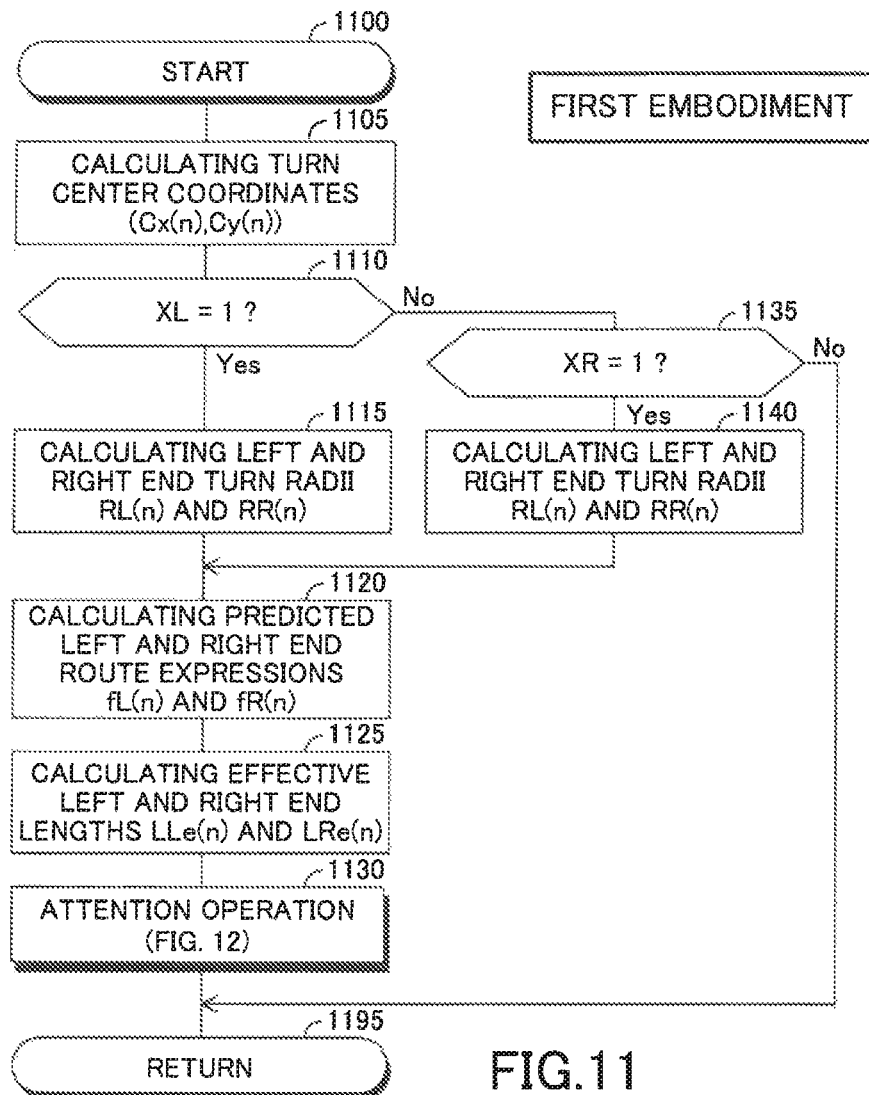 1100
START
FIRST EMBODIMENT
1105
CALCULATING TURN
CENTER COORDINATES
(Cx(n),Cy(n))
1110
XL = 1 ?
No
Yes
1135
XR = 1 ?
No
Yes
1115
CALCULATING LEFT AND
RIGHT END TURN RADII
RL(n) AND RR(n)
1140
CALCULATING LEFT AND
RIGHT END TURN RADII
RL(n) AND RR(n)
1120
CALCULATING PREDICTED
LEFT AND RIGHT END
ROUTE EXPRESSIONS
fL(n) AND fR(n)
1125
CALCULATING EFFECTIVE
LEFT AND RIGHT END
LENGTHS LLe(n) AND LRe(n)
1130
ATTENTION OPERATION
(FIG. 12)
1195
RETURN
FIG.11